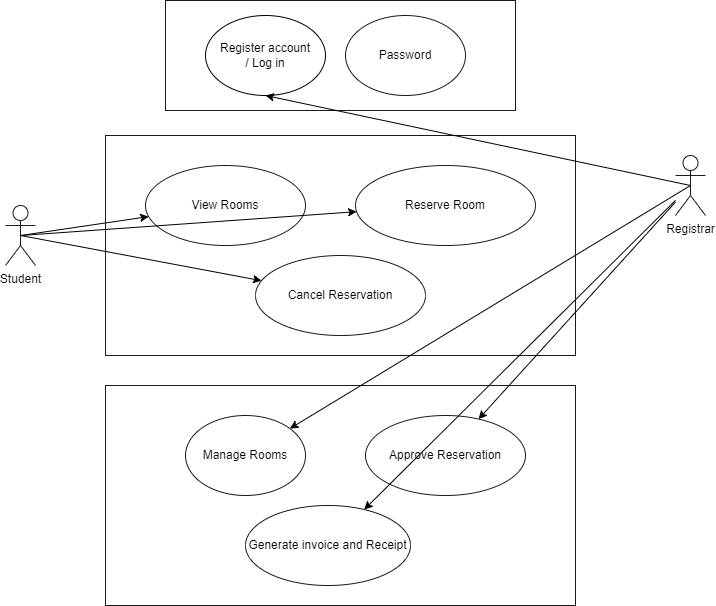 Register account
/ Log in
Password
View Rooms
Reserve Room
Student
Registrar
Cancel Reservation
Manage Rooms
Approve Reservation
Generate invoice and Receipt